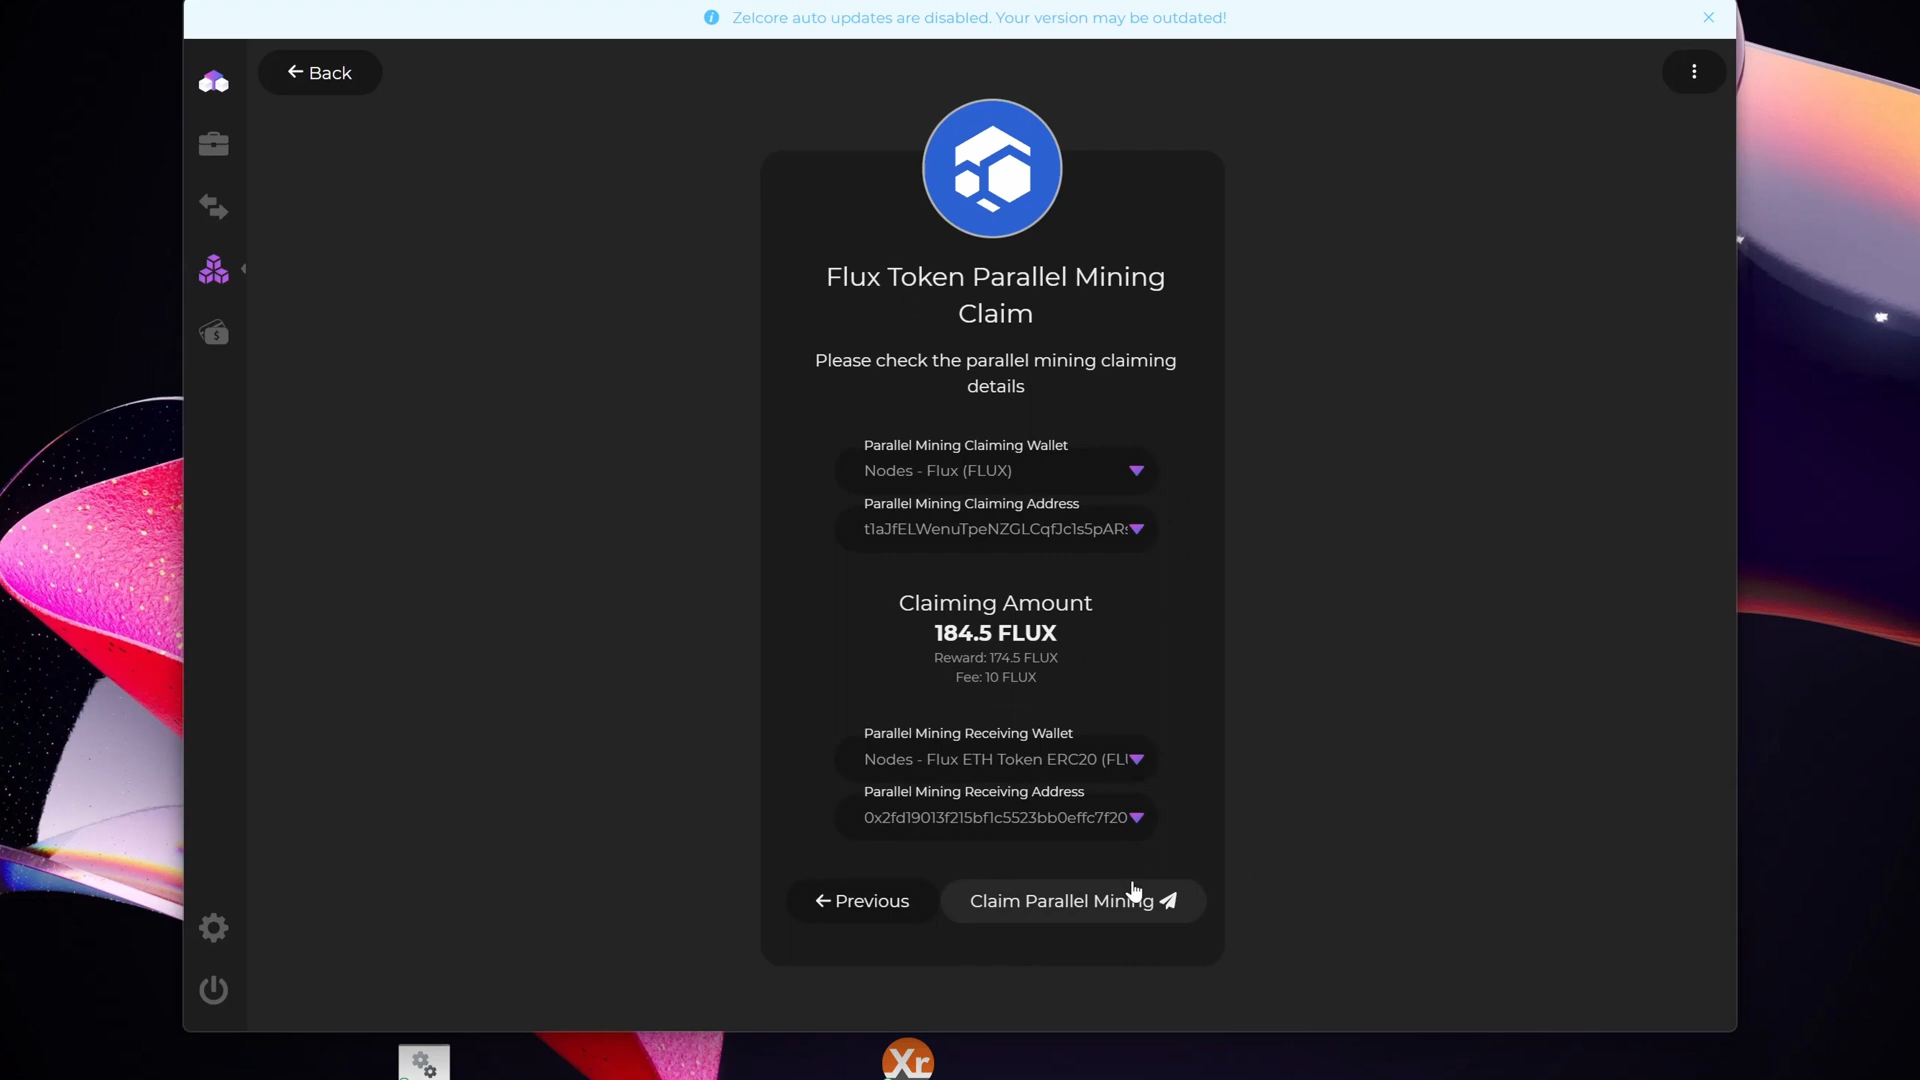 Zelcore auto updates are disabled. Your version may be outdated!
Back
Flux Token Parallel Mining
Claim
Please check the parallel mining claiming
details
Parallel Mining Claiming Wallet
Nodes - Flux (FLUX)
Parallel Mining Claiming Address
t1aJfELWenuTpeNZGLCqfJc1s5pARs
Claiming Amount
184.5 FLUX
Reward: 174.5 FLUX
Fee: 10 FLUX
Parallel Mining Receiving Wallet
Nodes - Flux ETH Token ERC20 (FLU
Parallel Mining Receiving Address
0x2fd19013f215bf1c5523bb0effc7f20
Previous
Claim Parallel Mining
Xr